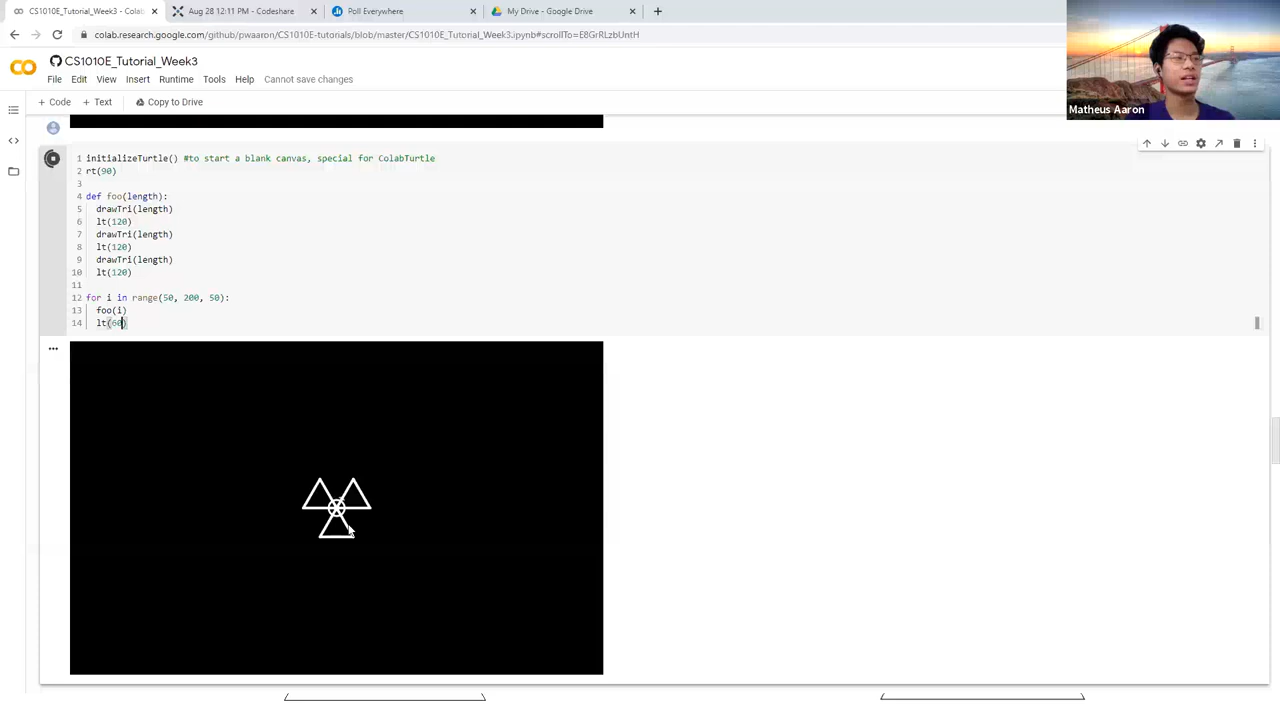 CS1010E_Tutorial_Week3 - Colab
Aug 28 12:11 PM - Codeshare
Poll Everywhere
My Drive - Google Drive
colab.research.google.com/github/pwaaron/CS1010E-tutorials/blob/master/CS1010E_Tutorial_Week3.ipynb#scrollTo=E8GrRLzbUntH
CS1010E_Tutorial_Week3
File Edit View Insert Runtime Tools Help Cannot save changes
+ Code + Text Copy to Drive
Matheus Aaron
1 initializeTurtle() #to start a blank canvas, special for ColabTurtle
2 rt(90)
3
4 def foo(length):
5 drawTri(length)
6 lt(120)
7 drawTri(length)
8 lt(120)
9 drawTri(length)
10 lt(120)
11
12 for i in range(50, 200, 50):
13 foo(i)
14 lt(60)